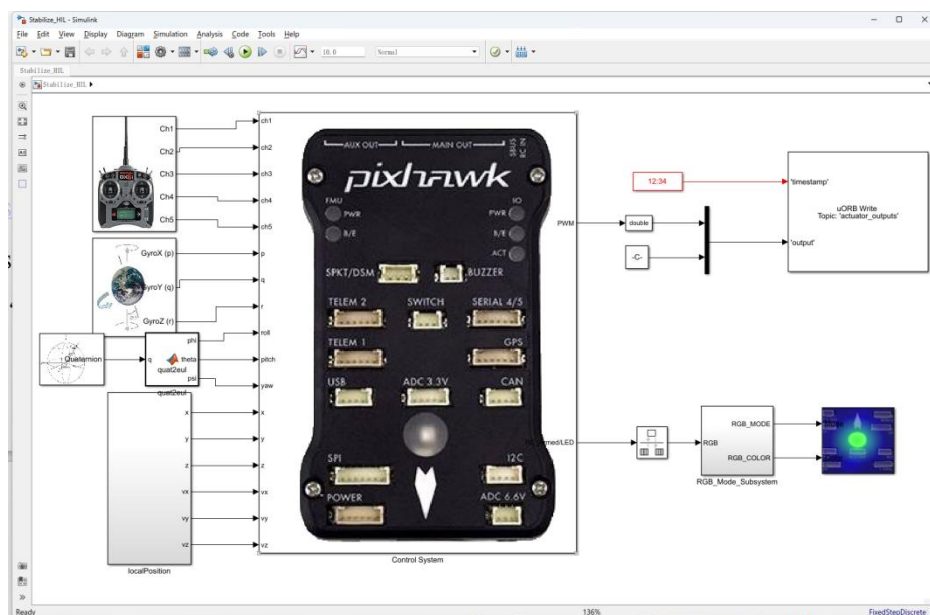 Stabilize_HIL - Simulink
File Edit View Display Diagram Simulation Analysis Code Tools Help
10.0 Normal
Stabilize_HIL
Stabilize_HIL
Ch1
Ch2
Ch3
Ch4
Ch5
GyroX (p)
GyroY (q)
GyroZ (r)
Quaternion
q
phi
theta
psi
quat2eul
quat2eul
x
y
z
vx
vy
vz
localPosition
ch1
ch2
ch3
ch4
ch5
p
q
r
roll
pitch
yaw
x
y
z
vx
vy
vz
AUX OUT MAIN OUT
SBUS
RC IN
pixhawk
FMU IO
PWR PWR
B/E B/E
ACT
SPKT/DSM BUZZER
TELEM 2 SWITCH SERIAL 4/5
TELEM 1 GPS
USB ADC 3.3V CAN
SPI I2C
POWER ADC 6.6V
Control System
PWM
med/LED
12:34
double
-C-
'timestamp'
uORB Write
Topic: 'actuator_outputs'
'output'
RGB
RGB_MODE
RGB_COLOR
RGB_Mode_Subsystem
Ready 136% FixedStepDiscrete